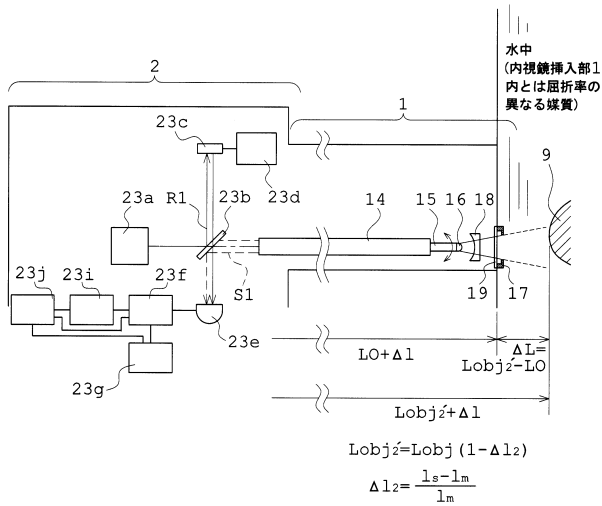 水中
(内視鏡挿入部1
内とは屈折率の
異なる媒質)
2
1
23c
9
23a
R1
23b
23d
14
15
16
18
23j
23i
23f
S1
19
17
23e
23g
LO+Δl
ΔL=
Lobj2′-LO
Lobj2′+Δl
Lobj2′=Lobj(1-Δl2)
Δl2=
ls-lm
lm